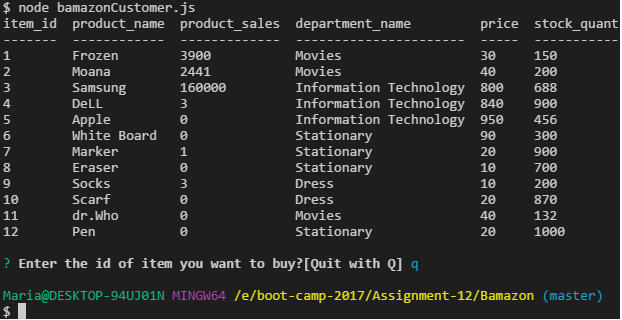 $ node bamazonCustomer.js
item_id  product_name  product_sales  department_name         price  stock_quant
-------  ------------  -------------  ----------------------  -----  -----------
1        Frozen        3900           Movies                  30     150
2        Moana         2441           Movies                  40     200
3        Samsung       160000         Information Technology  800    688
4        DeLL          3              Information Technology  840    900
5        Apple         0              Information Technology  950    456
6        White Board   0              Stationary              90     300
7        Marker        1              Stationary              20     900
8        Eraser        0              Stationary              10     700
9        Socks         3              Dress                   10     200
10       Scarf         0              Dress                   20     870
11       dr.Who        0              Movies                  40     132
12       Pen           0              Stationary              20     1000
? Enter the id of item you want to buy?[Quit with Q] q
Maria@DESKTOP-94UJ01N MINGW64 /e/boot-camp-2017/Assignment-12/Bamazon (master)
$